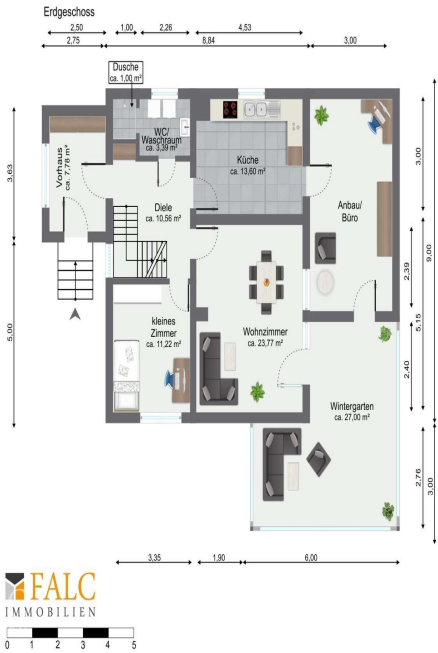 Erdgeschoss
2,50
1,00
2,26
4,53
2,75
8,84
3,00
Dusche
ca. 1,00 m²
WC/
Waschraum
ca. 3,39 m²
Vorhaus
ca. 7,78 m²
Küche
ca. 13,60 m²
Diele
ca. 10,56 m²
Anbau/
Büro
3,63
3,00
9,00
2,39
5,15
5,00
kleines
Zimmer
ca. 11,22 m²
Wohnzimmer
ca. 23,77 m²
2,40
Wintergarten
ca. 27,00 m²
2,76
3,00
3,35
1,90
6,00
FALC
IMMOBILIEN
0 1 2 3 4 5